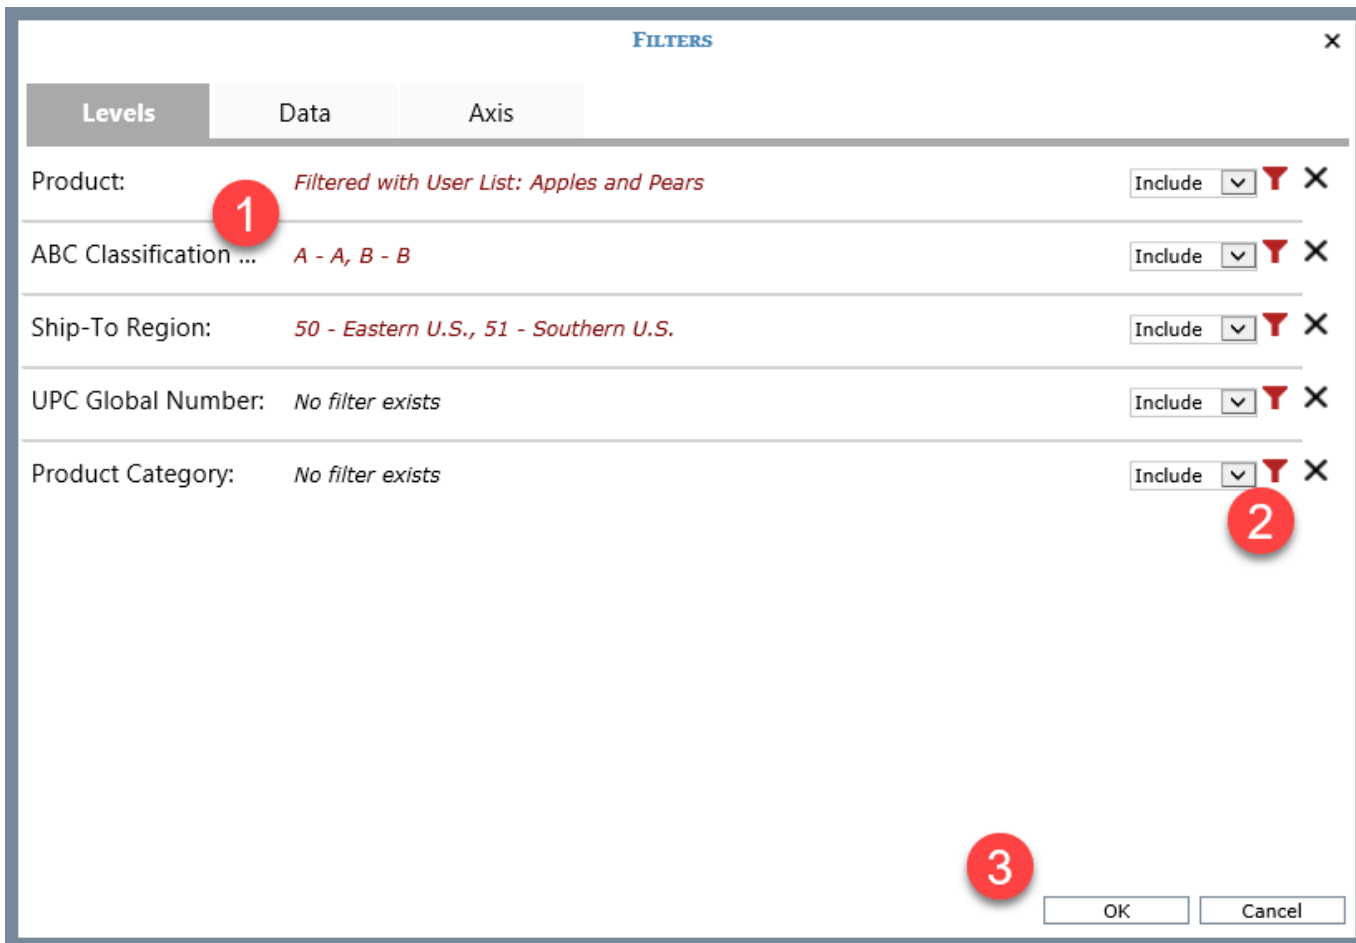 FILTERS
Levels Data Axis
Product: Filtered with User List: Apples and Pears Include
1
ABC Classification ... A - A, B - B Include
Ship-To Region: 50 - Eastern U.S., 51 - Southern U.S. Include
UPC Global Number: No filter exists Include
Product Category: No filter exists Include
2
3
OK Cancel